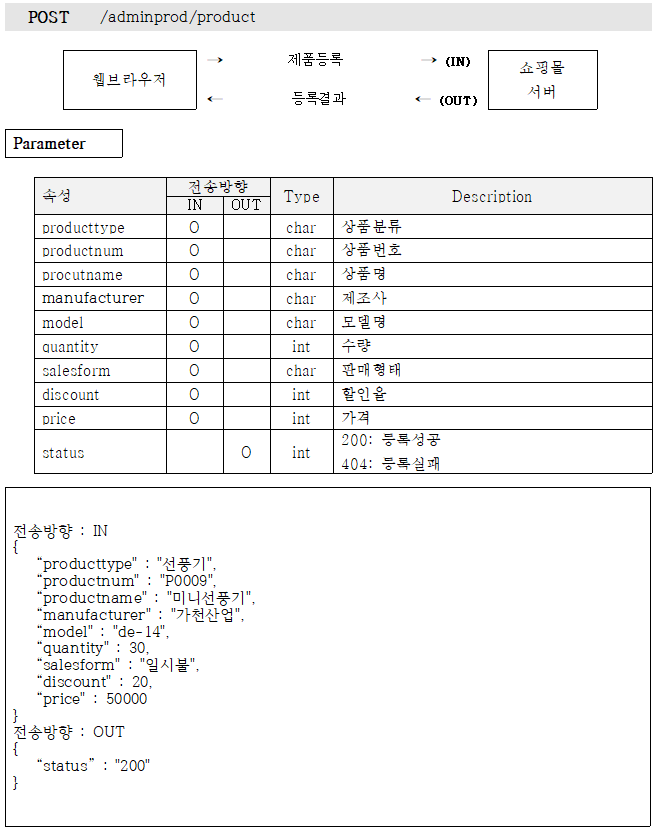 POST /adminprod/product
웹브라우저
→ 제품등록 → (IN)
← 등록결과 ← (OUT)
쇼핑몰
서버
Parameter
속성 전송방향 Type Description
IN OUT
producttype O char 상품분류
productnum O char 상품번호
procutname O char 상품명
manufacturer O char 제조사
model O char 모델명
quantity O int 수량
salesform O char 판매형태
discount O int 할인율
price O int 가격
status O int 200: 등록성공
404: 등록실패
전송방향 : IN
{
“producttype" : "선풍기",
“productnum" : "P0009",
“productname" : "미니선풍기",
“manufacturer" : "가천산업",
“model" : "de-14",
“quantity" : 30,
“salesform" : "일시불",
“discount" : 20,
“price" : 50000
}
전송방향 : OUT
{
“status” : "200"
}